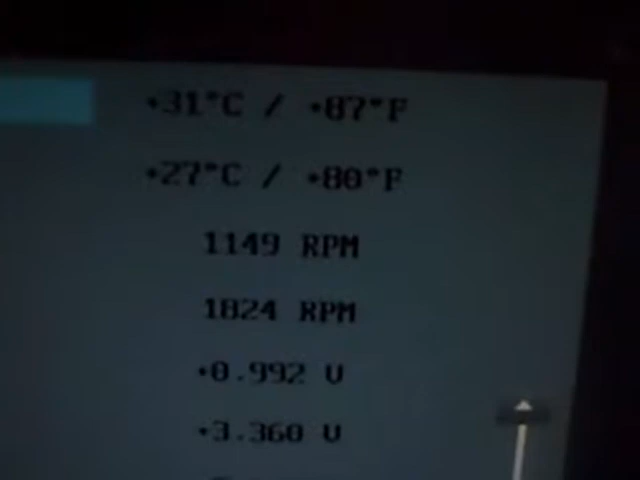 +31°C / +87°F
+27°C / +80°F
1149 RPM
1824 RPM
+0.992 V
+3.360 V